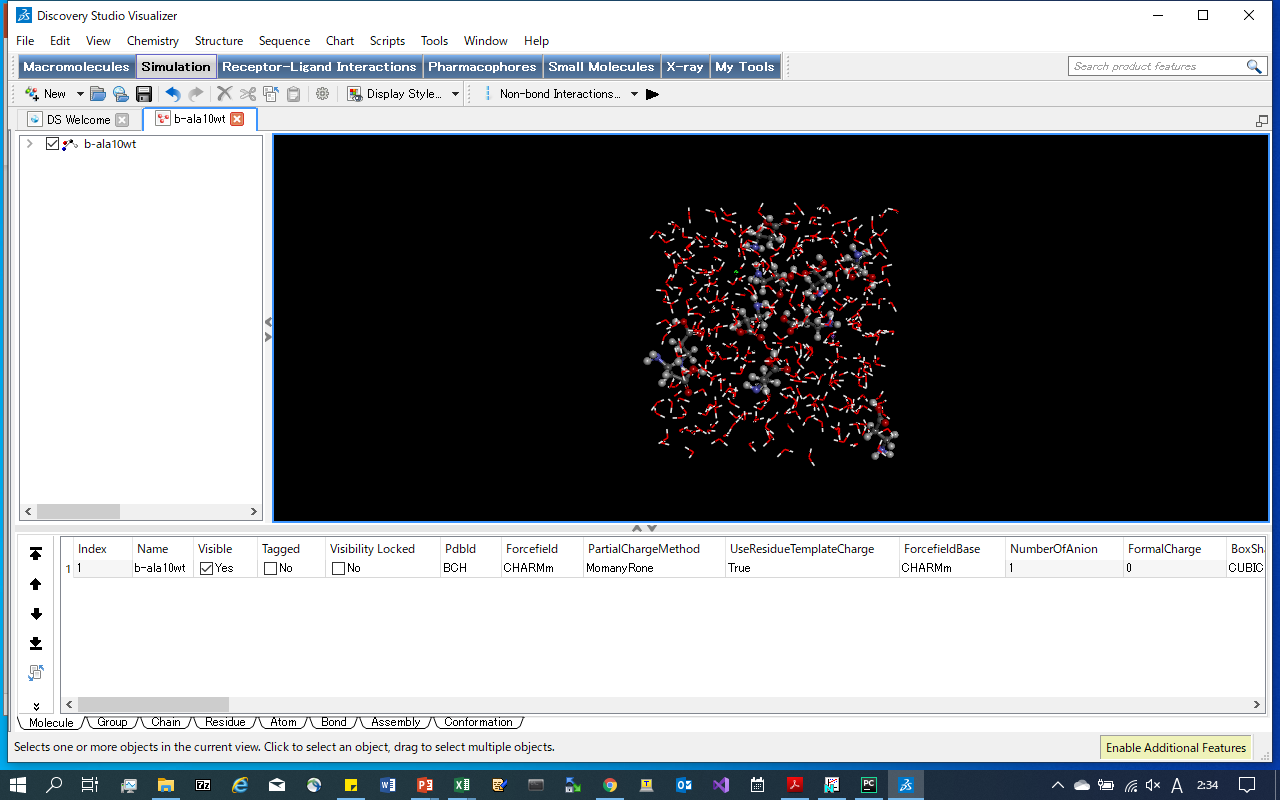 Discovery Studio Visualizer
File Edit View Chemistry Structure Sequence Chart Scripts Tools Window Help
Macromolecules Simulation Receptor-Ligand Interactions Pharmacophores Small Molecules X-ray My Tools Search product features
New Display Style... Non-bond Interactions...
DS Welcome b-ala10wt
b-ala10wt
Index Name Visible Tagged Visibility Locked PdbId Forcefield PartialChargeMethod UseResidueTemplateCharge ForcefieldBase NumberOfAnion FormalCharge BoxSha
1 1 b-ala10wt Yes No No BCH CHARMm MomanyRone True CHARMm 1 0 CUBIC
Molecule Group Chain Residue Atom Bond Assembly Conformation
Selects one or more objects in the current view. Click to select an object, drag to select multiple objects. Enable Additional Features
A 2:34